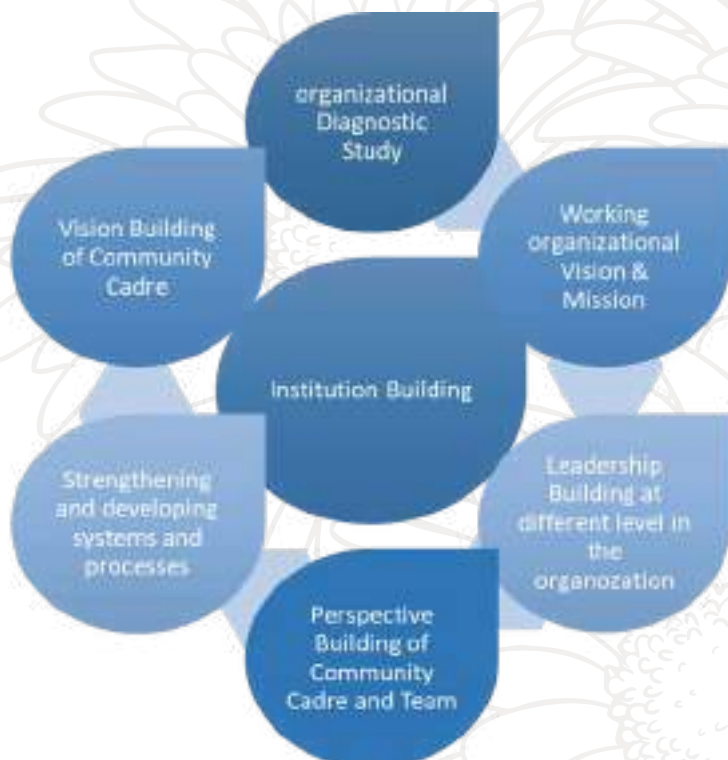 organizational
Diagnostic
Study
Working
organizational
Vision &
Mission
Leadership
Building at
different level in
the
organozation
Perspective
Building of
Community
Cadre and Team
Strengthening
and developing
systems and
processes
Vision Building
of Community
Cadre
Institution Building